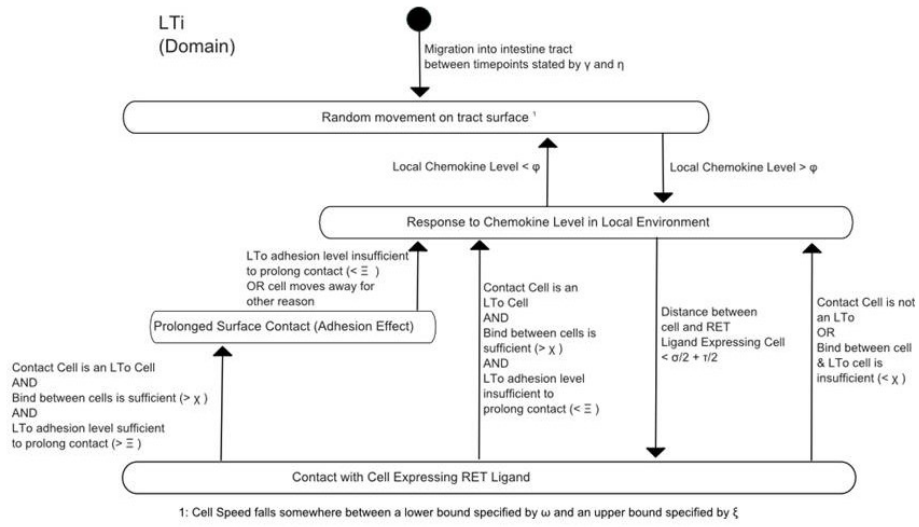 LTi
(Domain)
Migration into intestine tract
between timepoints stated by γ and η
Random movement on tract surface ¹
Local Chemokine Level < φ
Local Chemokine Level > φ
Response to Chemokine Level in Local Environment
LTo adhesion level insufficient
to prolong contact (< Ξ )
OR cell moves away for
other reason
Prolonged Surface Contact (Adhesion Effect)
Contact Cell is an LTo Cell
AND
Bind between cells is sufficient (> χ )
AND
LTo adhesion level sufficient
to prolong contact (> Ξ )
Contact Cell is an
LTo Cell
AND
Bind between cells is
sufficient (> χ )
AND
LTo adhesion level
insufficient to
prolong contact (< Ξ )
Distance between
cell and RET
Ligand Expressing Cell
< σ/2 + τ/2
Contact Cell is not
an LTo
OR
Bind between cell
& LTo cell is
insufficient (< χ )
Contact with Cell Expressing RET Ligand
1: Cell Speed falls somewhere between a lower bound specified by ω and an upper bound specified by ξ